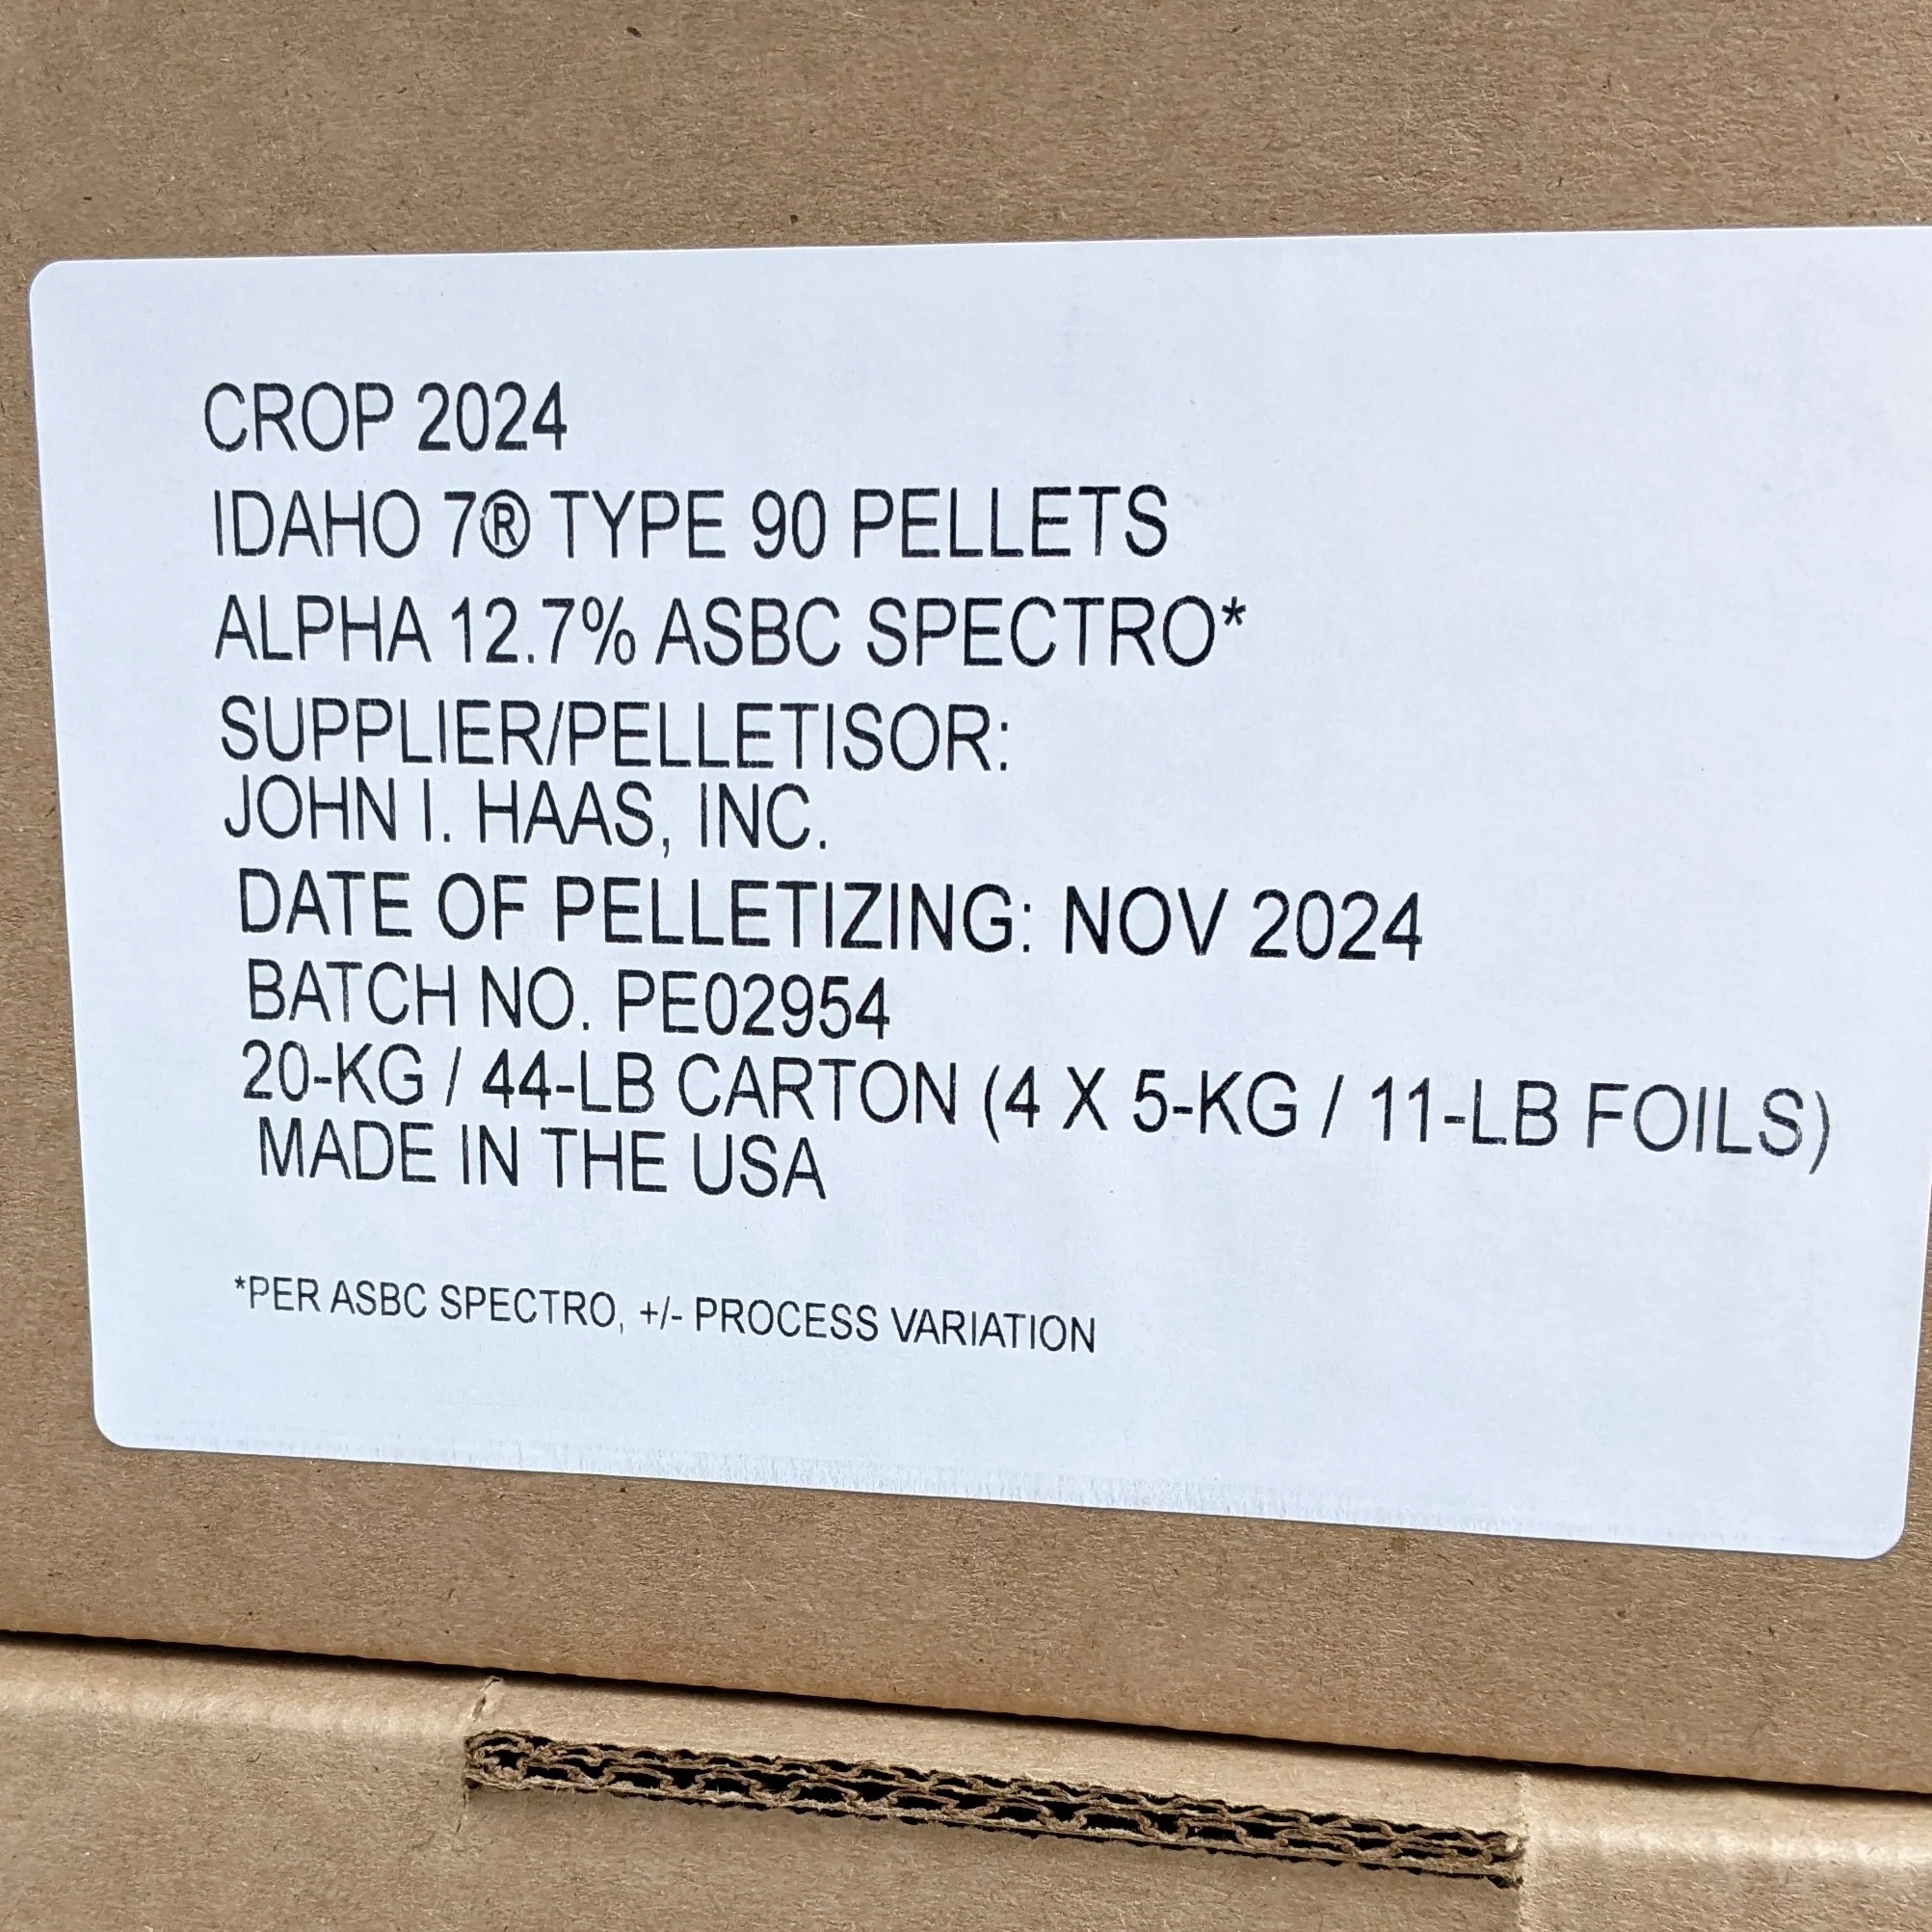 CROP 2024
IDAHO 7® TYPE 90 PELLETS
ALPHA 12.7% ASBC SPECTRO*
SUPPLIER/PELLETISOR:
JOHN I. HAAS, INC.
DATE OF PELLETIZING: NOV 2024
BATCH NO. PE02954
20-KG / 44-LB CARTON (4 X 5-KG / 11-LB FOILS)
MADE IN THE USA
*PER ASBC SPECTRO, +/- PROCESS VARIATION